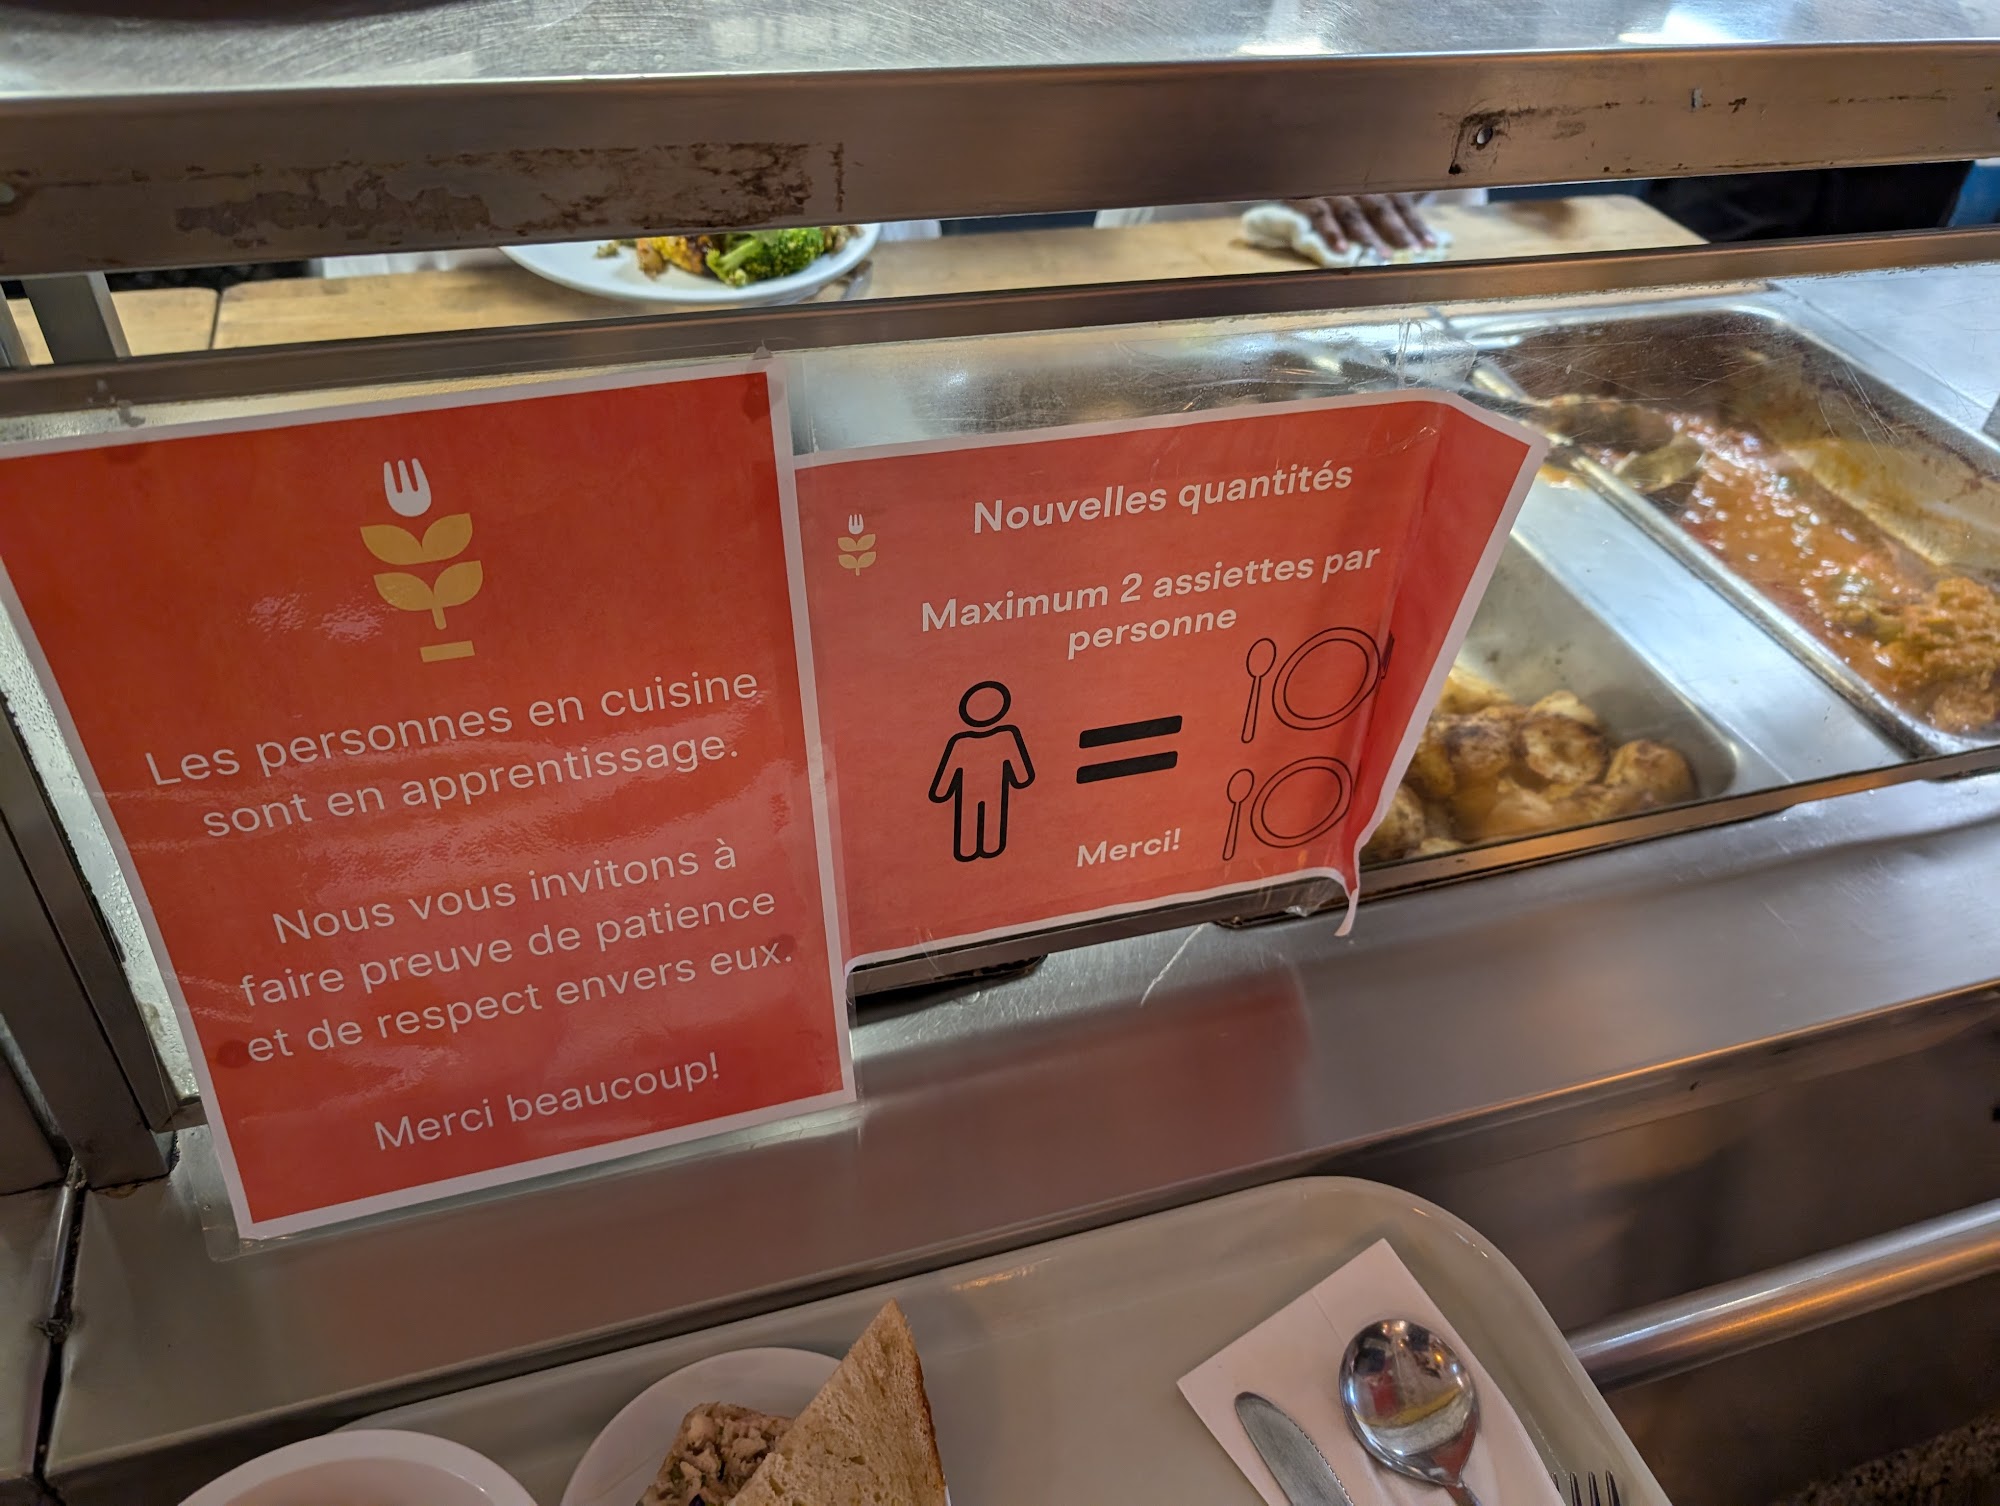 Les personnes en cuisine
sont en apprentissage.
Nous vous invitons à
faire preuve de patience
et de respect envers eux.
Merci beaucoup!
Nouvelles quantités
Maximum 2 assiettes par
personne
Merci!